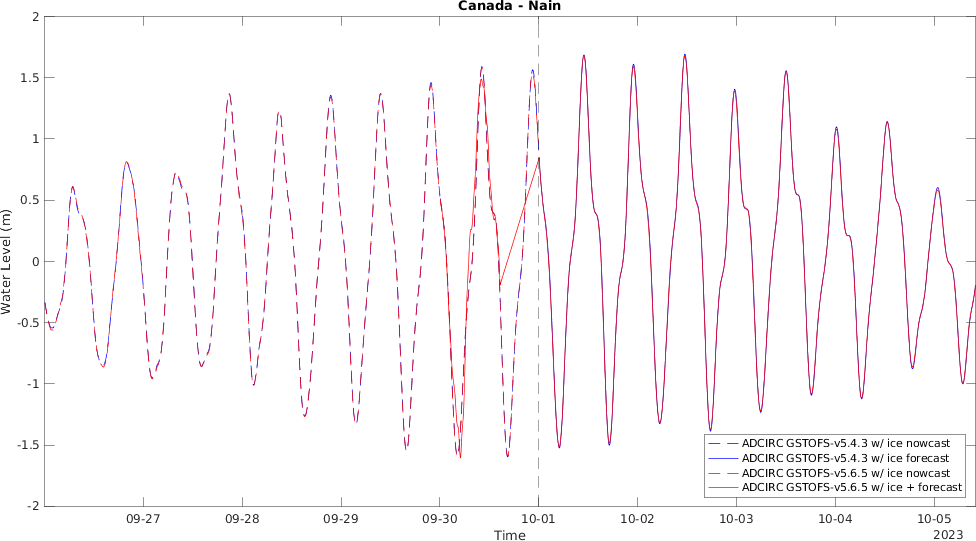 Canada - Nain
2
1.5
1
0.5
0
-0.5
-1
-1.5
-2
Water Level (m)
ADCIRC GSTOFS-v5.4.3 w/ ice nowcast
ADCIRC GSTOFS-v5.4.3 w/ ice forecast
ADCIRC GSTOFS-v5.6.5 w/ ice nowcast
ADCIRC GSTOFS-v5.6.5 w/ ice + forecast
09-27 09-28 09-29 09-30 10-01 10-02 10-03 10-04 10-05
Time
2023